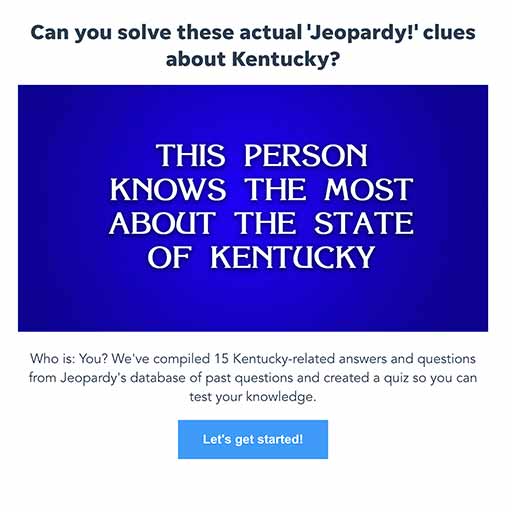 Can you solve these actual 'Jeopardy!' clues
about Kentucky?
THIS PERSON
KNOWS THE MOST
ABOUT THE STATE
OF KENTUCKY
Who is: You? We've compiled 15 Kentucky-related answers and questions
from Jeopardy's database of past questions and created a quiz so you can
test your knowledge.
Let's get started!